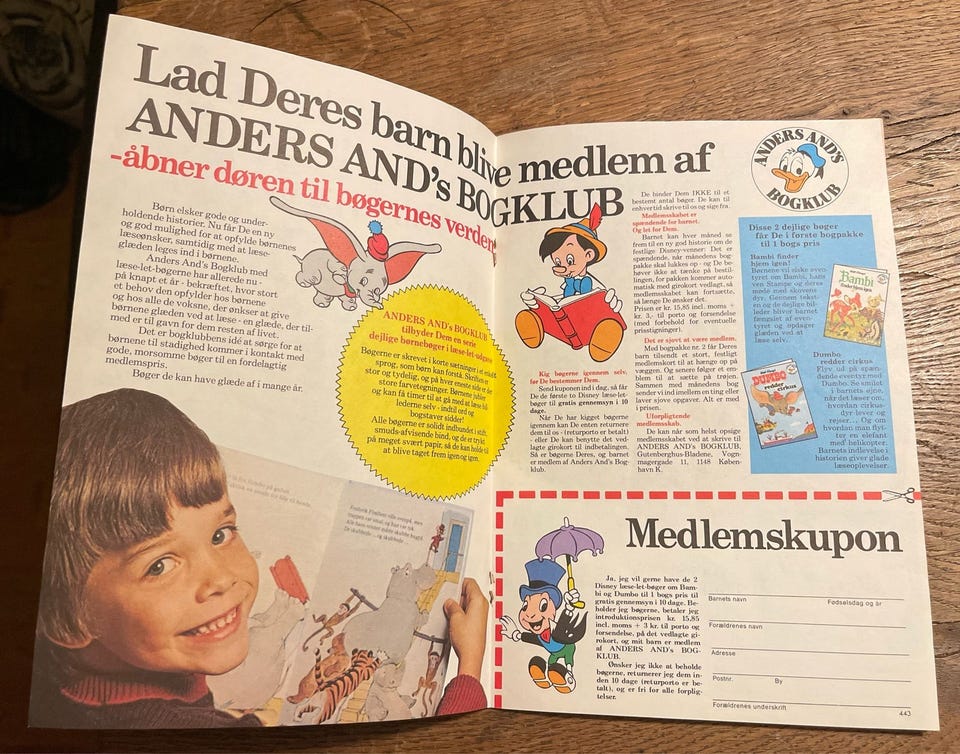 Lad Deres barn blive medlem af
ANDERS AND's BOGKLUB
-åbner døren til bøgernes verden!
Børn elsker gode og under-
holdende historier. Nu får De en ny
og god mulighed for at opfylde børnenes
læseønsker, samtidig med at læse-
glæden leges ind i børnene.
Anders And's Bogklub med
læse-let-bøgerne har allerede nu -
på knapt et år - bekræftet, hvor stort
et behov den opfylder hos børnene
og hos alle de voksne, der ønsker at give
børnene glæden ved at læse - en glæde, der til-
med er til gavn for dem resten af livet.
Det er bogklubbens idé at sørge for at
børnene til stadighed kommer i kontakt med
gode, morsomme bøger til en fordelagtig
medlemspris.
Bøger de kan have glæde af i mange år.
ANDERS AND's BOGKLUB
tilbyder Dem en serie
dejlige børnebøger i læse-let-udgave
Bøgerne er skrevet i korte sætninger i et enkelt
sprog, som børn kan forstå. Skriften er
stor og tydelig, og på hver eneste side er der
store farvetegninger. Børnene jubler
og kan få timer til at gå med at læse bil-
lederne selv - indtil ord og
bogstaver sidder!
Alle bøgerne er solidt indbundet i stift,
smuds-afvisende bind, og de er trykt
på meget svært papir, så de kan holde til
at blive taget frem igen og igen.
Frederik Firefleres ville ovenpå, men
trappen var smal, og hun var tyk.
Kig bøgerne igennem selv,
før De bestemmer Dem.
Send kuponen ind i dag, så får
De de første to Disney læse-let-
bøger til gratis gennemsyn i 10
dage.
Når De har kigget bøgerne
igennem kan De enten returnere
dem til os - (returporto er betalt)
- eller De kan benytte det ved-
lagte girokort til indbetalingen.
Så er bøgerne Deres, og barnet
er medlem af Anders And's Bog-
klub.
De binder Dem IKKE til et
bestemt antal bøger. De kan til
enhver tid skrive til os og sige fra.
Medlemsskabet er
spændende for barnet.
Og let for Dem.
Barnet kan hver måned se
frem til en ny god historie om de
festlige Disney-venner: Det er
spændende, når månedens bog-
pakke skal lukkes op - og De be-
høver ikke at tænke på bestil-
lingen, for pakken kommer auto-
matisk med girokort vedlagt, så
medlemsskabet kan fortsætte,
så længe De ønsker det.
Prisen er kr. 15,85 incl. moms +
kr. 3,- til porto og forsendelse
(med forbehold for eventuelle
prisstigninger).
Det er sjovt at være medlem.
Med bogpakke nr. 2 får Deres
barn tilsendt et stort, festligt
medlemskort til at hænge op på
væggen. Og senere følger et em-
blem til at sætte på trøjen.
Sammen med månedens bog
sender vi ind imellem en ting eller
laver sjove opgaver. Alt er med
i prisen.
Uforpligtende
medlemsskab.
De kan når som helst opsige
medlemsskabet ved at skrive til
ANDERS AND's BOGKLUB,
Gutenberghus-Bladene, Vogn-
magergade 11, 1148 Køben-
havn K.
ANDERS AND'S
BOGKLUB
Disse 2 dejlige bøger
får De i første bogpakke
til 1 bogs pris
Bambi finder
hjem igen!
Børnene vil elske even-
tyret om Bambi, hans
ven Stampe og deres
møde med skovens
dyr. Gennem tekst-
en og de dejlige bil-
leder bliver barnet
fængslet af even-
tyret og opdager
glæden ved at
læse selv.
Bambi
finder hjem igen
Dumbo
redder cirkus
Flyv ud på spæn-
dende eventyr med
Dumbo. Se smilet
i barnets øjne,
når det læser om,
hvordan cirkus-
dyr lever og
rejser... Og om
hvordan man flyt-
ter en elefant
med helikopter.
Barnets indlevelse i
historien giver glade
læseoplevelser.
DUMBO
redder cirkus
Medlemskupon
Ja, jeg vil gerne have de 2
Disney læse-let-bøger om Bam-
bi og Dumbo til 1 bogs pris til
gratis gennemsyn i 10 dage. Be-
holder jeg bøgerne, betaler jeg
introduktionsprisen kr. 15,85
incl. moms + 3 kr. til porto og
forsendelse, på det vedlagte gi-
rokort, og mit barn er medlem
af ANDERS AND's BOG-
KLUB.
Ønsker jeg ikke at beholde
bøgerne, returnerer jeg dem in-
den 10 dage (returporto er be-
talt), og er fri for alle forplig-
telser.
Barnets navn Fødselsdag og år
Forældrenes navn
Adresse
Postnr. By
Forældrenes underskrift
443